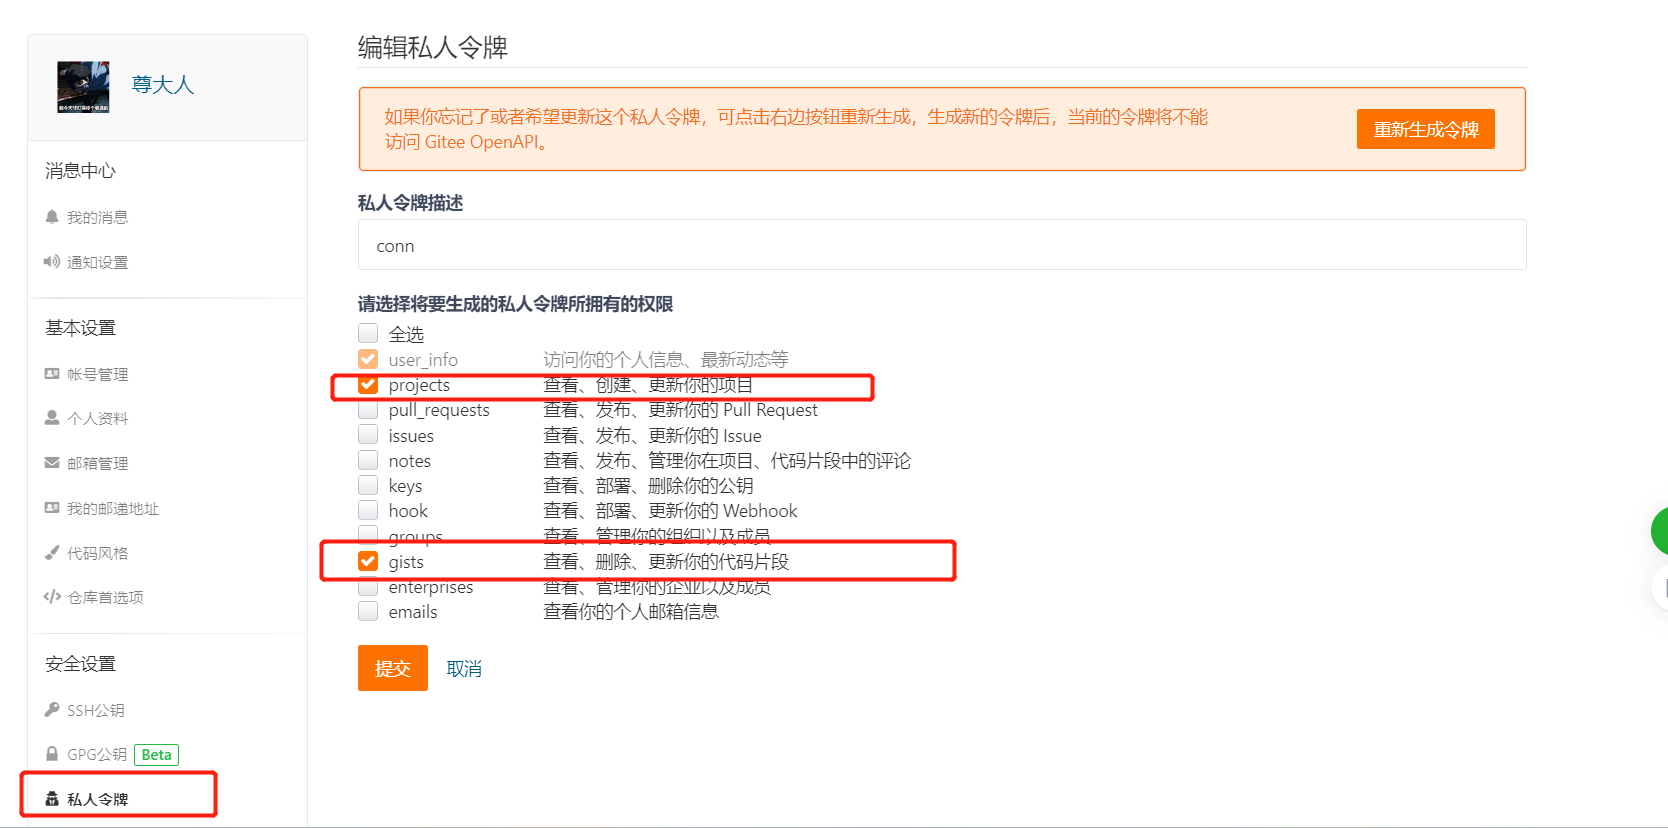 尊大人
消息中心
我的消息
通知设置
基本设置
帐号管理
个人资料
邮箱管理
我的邮递地址
代码风格
仓库首选项
安全设置
SSH公钥
GPG公钥 Beta
私人令牌
编辑私人令牌
如果你忘记了或者希望更新这个私人令牌，可点击右边按钮重新生成，生成新的令牌后，当前的令牌将不能
访问 Gitee OpenAPI。
重新生成令牌
私人令牌描述
conn
请选择将要生成的私人令牌所拥有的权限
全选
user_info 访问你的个人信息、最新动态等
projects 查看、创建、更新你的项目
pull_requests 查看、发布、更新你的 Pull Request
issues 查看、发布、更新你的 Issue
notes 查看、发布、管理你在项目、代码片段中的评论
keys 查看、部署、删除你的公钥
hook 查看、部署、更新你的 Webhook
groups 查看、管理你的组织以及成员
gists 查看、删除、更新你的代码片段
enterprises 查看、管理你的企业以及成员
emails 查看你的个人邮箱信息
提交 取消